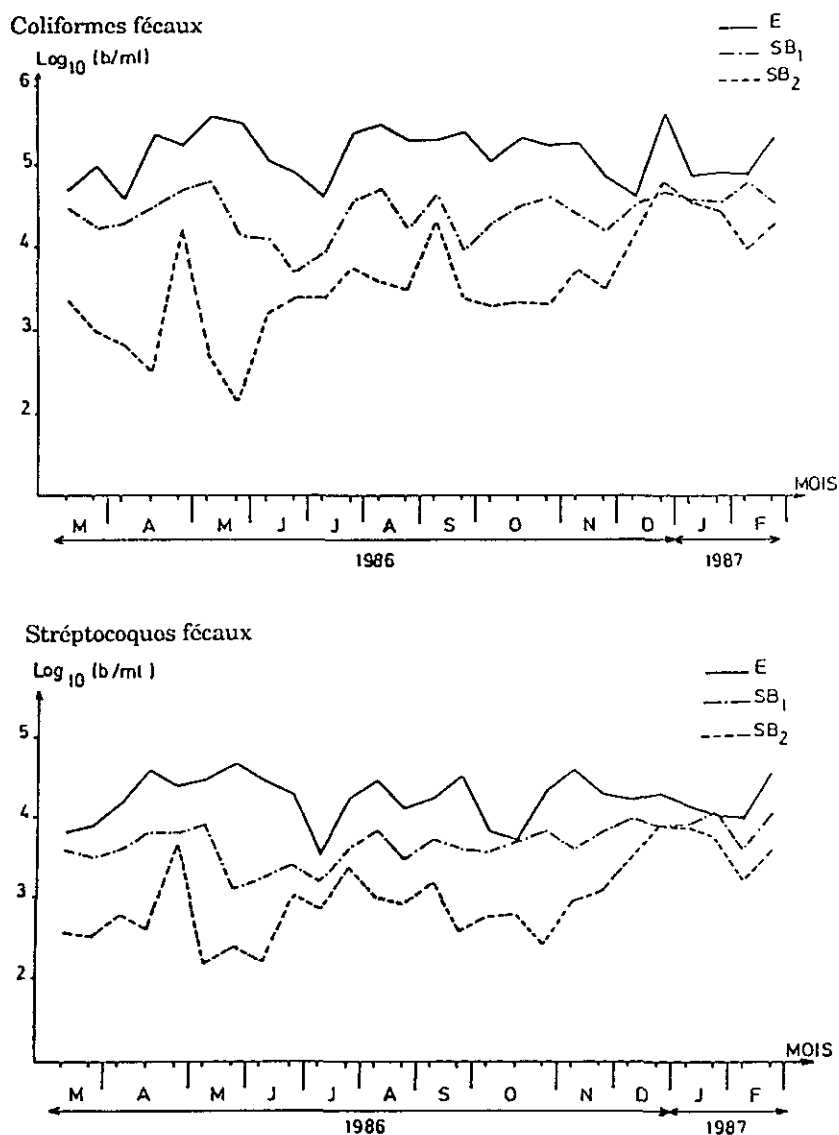 Coliformes fécaux
Log10 (b/ml)
E
SB1
SB2
6
5
4
3
2
MOIS
M A M J J A S O N D J F
1986 1987
Stréptocoquos fécaux
Log10 (b/ml)
E
SB1
SB2
5
4
3
2
MOIS
M A M J J A S O N D J F
1986 1987